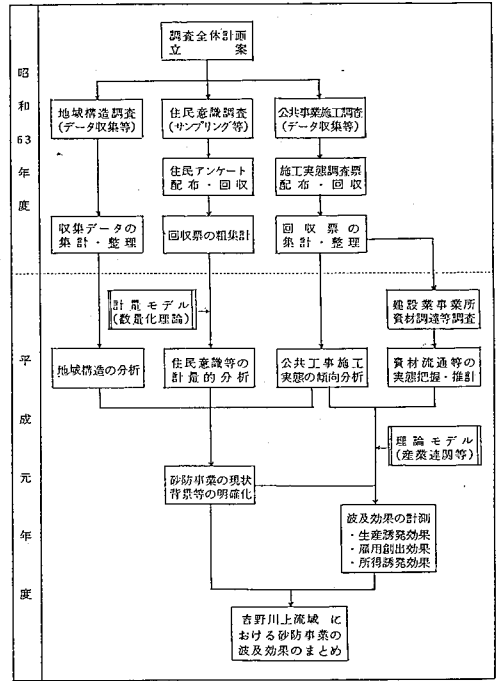 昭和63年度
調査全体計画
立案
地域構造調査
(データ収集等)
住民意識調査
(サンプリング等)
公共事業施工調査
(データ収集等)
住民アンケート
配布・回収
施工実態調査票
配布・回収
収集データの
集計・整理
回収票の粗集計
回収票の
集計・整理
平成元年度
計量モデル
(数量化理論)
建設業事業所
資材調達等調査
地域構造の分析
住民意識等の
計量的分析
公共工事施工
実態の傾向分析
資材流通等の
実態把握・推計
理論モデル
(産業連関等)
砂防事業の現状
背景等の明確化
波及効果の計測
・生産誘発効果
・雇用創出効果
・所得誘発効果
吉野川上流域に
おける砂防事業の
波及効果のまとめ